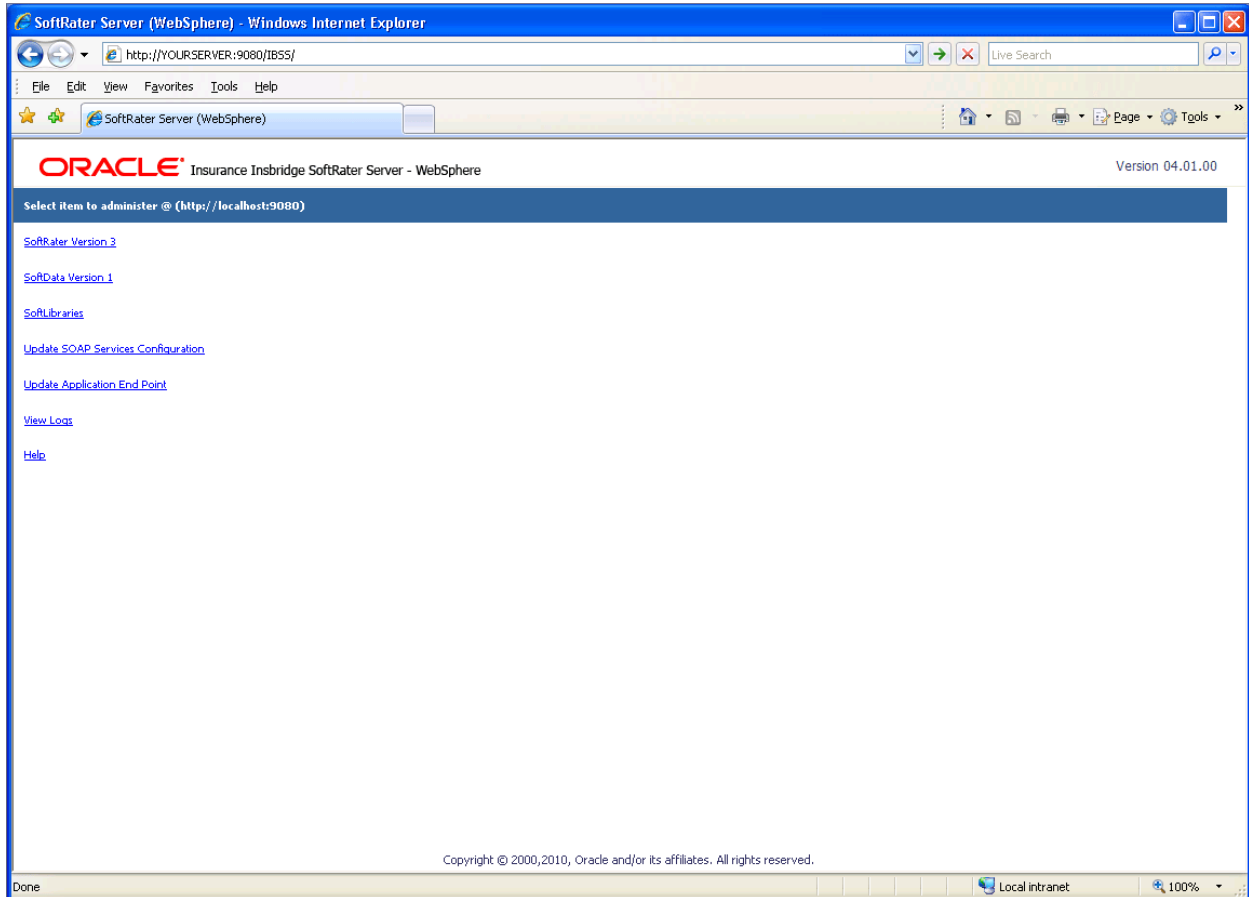 SoftRater Server (WebSphere) - Windows Internet Explorer
http://YOURSERVER:9080/IBSS/
Live Search
File Edit View Favorites Tools Help
SoftRater Server (WebSphere)
Page Tools »
ORACLE Insurance Insbridge SoftRater Server - WebSphere
Version 04.01.00
Select item to administer @ (http://localhost:9080)
SoftRater Version 3
SoftData Version 1
SoftLibraries
Update SOAP Services Configuration
Update Application End Point
View Logs
Help
Copyright © 2000,2010, Oracle and/or its affiliates. All rights reserved.
Done
Local intranet
100%